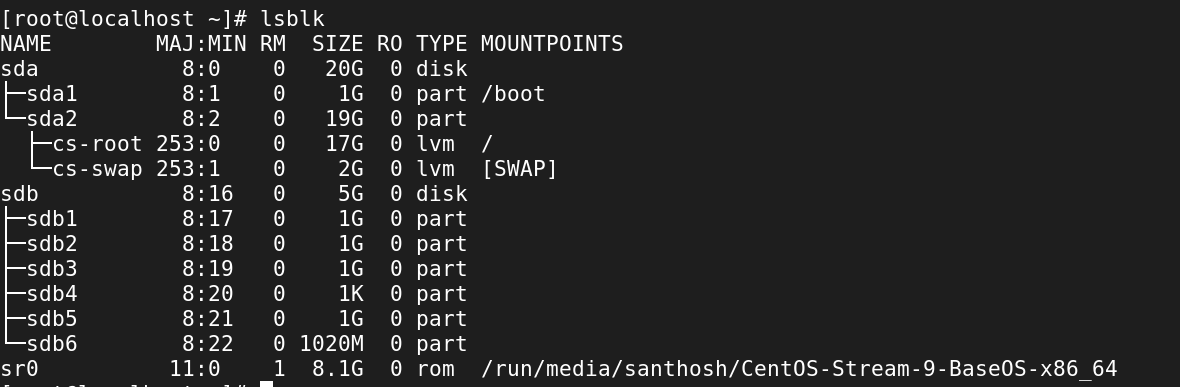 [root@localhost ~]# lsblk
NAME        MAJ:MIN RM   SIZE RO TYPE MOUNTPOINTS
sda           8:0    0    20G  0 disk
├─sda1        8:1    0     1G  0 part /boot
└─sda2        8:2    0    19G  0 part
  ├─cs-root 253:0    0    17G  0 lvm  /
  └─cs-swap 253:1    0     2G  0 lvm  [SWAP]
sdb           8:16   0     5G  0 disk
├─sdb1        8:17   0     1G  0 part
├─sdb2        8:18   0     1G  0 part
├─sdb3        8:19   0     1G  0 part
├─sdb4        8:20   0     1K  0 part
├─sdb5        8:21   0     1G  0 part
└─sdb6        8:22   0  1020M  0 part
sr0          11:0    1   8.1G  0 rom  /run/media/santhosh/CentOS-Stream-9-BaseOS-x86_64